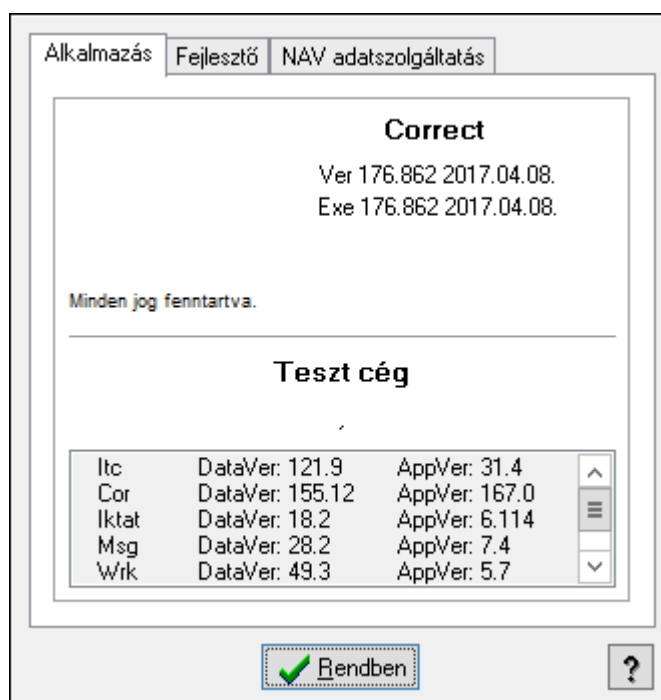 Alkalmazás Fejlesztő NAV adatszolgáltatás
Correct
Ver 176.862 2017.04.08.
Exe 176.862 2017.04.08.
Minden jog fenntartva.
Teszt cég
,
Itc DataVer: 121.9 AppVer: 31.4
Cor DataVer: 155.12 AppVer: 167.0
Iktat DataVer: 18.2 AppVer: 6.114
Msg DataVer: 28.2 AppVer: 7.4
Wrk DataVer: 49.3 AppVer: 5.7
Rendben ?